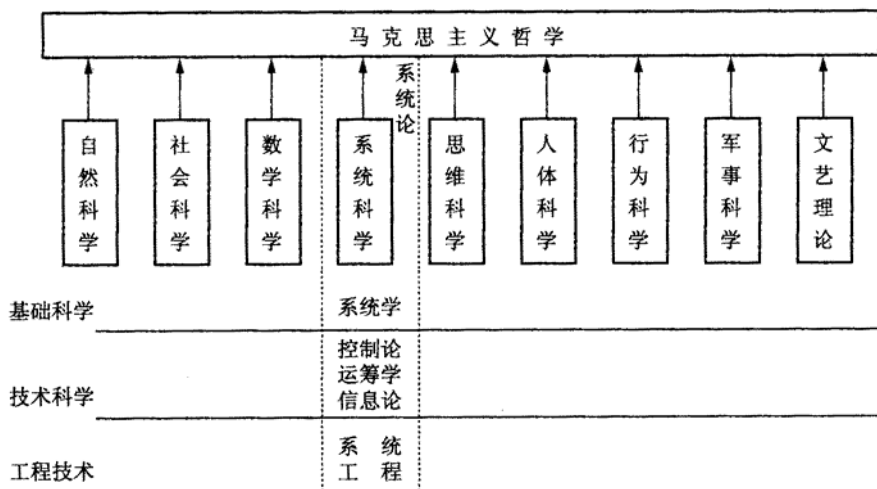 马克思主义哲学
系统论
自然科学
社会科学
数学科学
系统科学
思维科学
人体科学
行为科学
军事科学
文艺理论
基础科学
系统学
技术科学
控制论
运筹学
信息论
工程技术
系统
工程